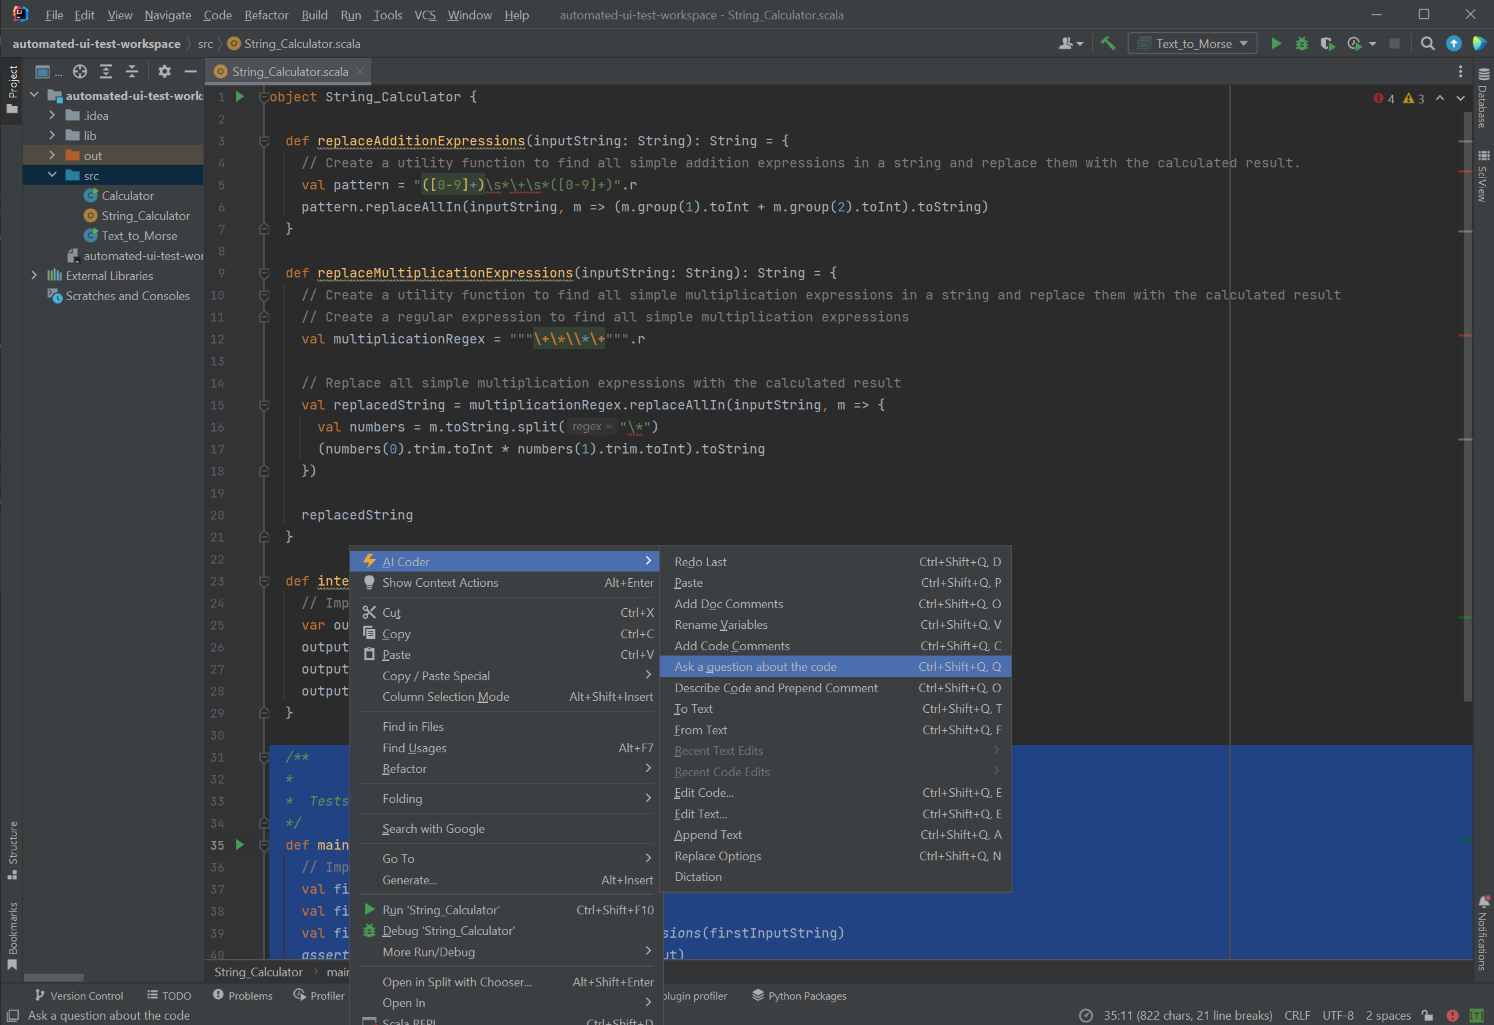 File Edit View Navigate Code Refactor Build Run Tools VCS Window Help automated-ui-test-workspace - String_Calculator.scala
automated-ui-test-workspace src String_Calculator.scala Text_to_Morse
Project
... String_Calculator.scala
automated-ui-test-work
.idea
lib
out
src
Calculator
String_Calculator
Text_to_Morse
automated-ui-test-wor
External Libraries
Scratches and Consoles
4 3
1 object String_Calculator {
2
3 def replaceAdditionExpressions(inputString: String): String = {
4 // Create a utility function to find all simple addition expressions in a string and replace them with the calculated result.
5 val pattern = "([0-9]+)\s*\+\s*([0-9]+)".r
6 pattern.replaceAllIn(inputString, m => (m.group(1).toInt + m.group(2).toInt).toString)
7 }
8
9 def replaceMultiplicationExpressions(inputString: String): String = {
10 // Create a utility function to find all simple multiplication expressions in a string and replace them with the calculated result
11 // Create a regular expression to find all simple multiplication expressions
12 val multiplicationRegex = """\+\*\\*\+""".r
13
14 // Replace all simple multiplication expressions with the calculated result
15 val replacedString = multiplicationRegex.replaceAllIn(inputString, m => {
16 val numbers = m.toString.split( regex = "\*")
17 (numbers(0).trim.toInt * numbers(1).trim.toInt).toString
18 })
19
20 replacedString
21 }
22
23 def inte
24 // Imp
25 var ou
26 output
27 output
28 output
29 }
30
31 /**
32 *
33 * Tests
34 */
35 def main
36 // Imp
37 val fi
38 val fi
39 val fi sions(firstInputString)
40 assert ut)
AI Coder
Show Context Actions Alt+Enter
Cut Ctrl+X
Copy Ctrl+C
Paste Ctrl+V
Copy / Paste Special
Column Selection Mode Alt+Shift+Insert
Find in Files
Find Usages Alt+F7
Refactor
Folding
Search with Google
Go To
Generate... Alt+Insert
Run 'String_Calculator' Ctrl+Shift+F10
Debug 'String_Calculator'
More Run/Debug
Open in Split with Chooser... Alt+Shift+Enter
Open In
Scala REPL Ctrl+Shift+D
Redo Last Ctrl+Shift+Q, D
Paste Ctrl+Shift+Q, P
Add Doc Comments Ctrl+Shift+Q, O
Rename Variables Ctrl+Shift+Q, V
Add Code Comments Ctrl+Shift+Q, C
Ask a question about the code Ctrl+Shift+Q, Q
Describe Code and Prepend Comment Ctrl+Shift+Q, O
To Text Ctrl+Shift+Q, T
From Text Ctrl+Shift+Q, F
Recent Text Edits
Recent Code Edits
Edit Code... Ctrl+Shift+Q, E
Edit Text... Ctrl+Shift+Q, E
Append Text Ctrl+Shift+Q, A
Replace Options Ctrl+Shift+Q, N
Dictation
Database
SciView
Notifications
Structure
Bookmarks
String_Calculator main
Version Control TODO Problems Profiler plugin profiler Python Packages
Ask a question about the code 35:11 (822 chars, 21 line breaks) CRLF UTF-8 2 spaces